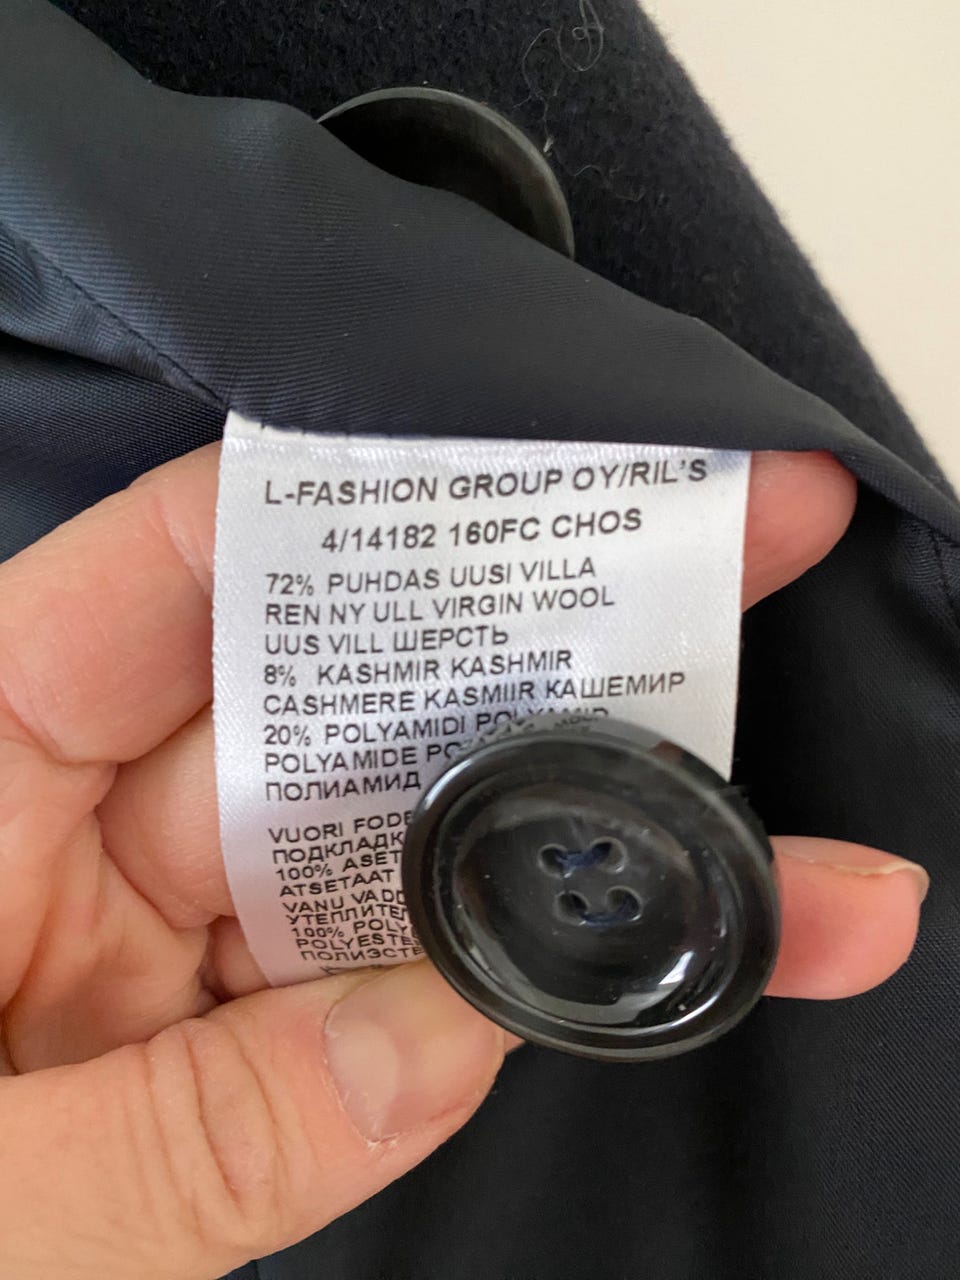 L-FASHION GROUP OY/RIL'S
4/14182 160FC CHOS
72% PUHDAS UUSI VILLA
REN NY ULL VIRGIN WOOL
UUS VILL ШЕРСТЬ
8% KASHMIR KASHMIR
CASHMERE KASMIIR КАШЕМИР
20% POLYAMIDI
POLYAMIDE
ПОЛИАМИД
VUORI
100%
ATSETAAT
VANU
100%